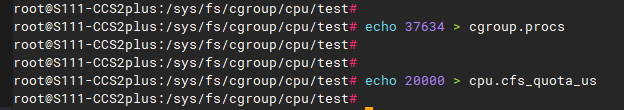 root@S111-CCS2plus:/sys/fs/cgroup/cpu/test#
root@S111-CCS2plus:/sys/fs/cgroup/cpu/test# echo 37634 > cgroup.procs
root@S111-CCS2plus:/sys/fs/cgroup/cpu/test#
root@S111-CCS2plus:/sys/fs/cgroup/cpu/test#
root@S111-CCS2plus:/sys/fs/cgroup/cpu/test# echo 20000 > cpu.cfs_quota_us
root@S111-CCS2plus:/sys/fs/cgroup/cpu/test#